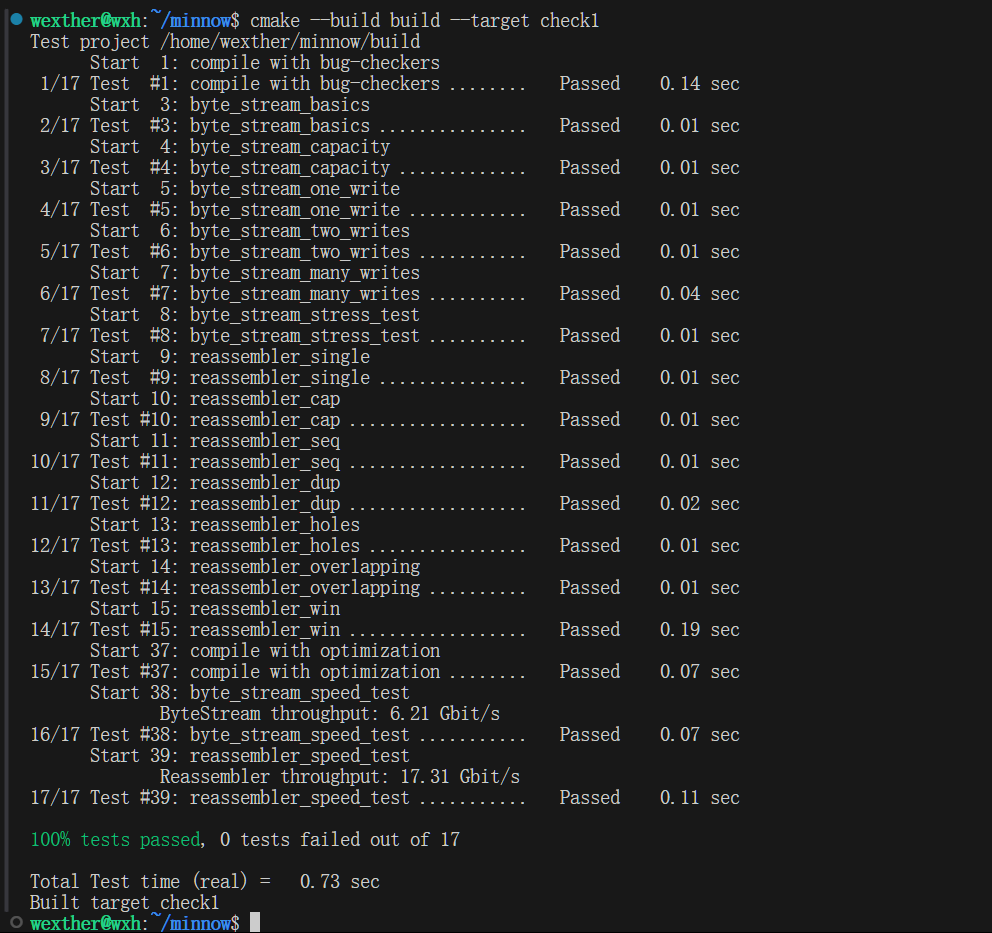 wexther@wxh:~/minnow$ cmake --build build --target check1
Test project /home/wexther/minnow/build
      Start  1: compile with bug-checkers
 1/17 Test  #1: compile with bug-checkers ........   Passed    0.14 sec
      Start  3: byte_stream_basics
 2/17 Test  #3: byte_stream_basics ...............   Passed    0.01 sec
      Start  4: byte_stream_capacity
 3/17 Test  #4: byte_stream_capacity .............   Passed    0.01 sec
      Start  5: byte_stream_one_write
 4/17 Test  #5: byte_stream_one_write ............   Passed    0.01 sec
      Start  6: byte_stream_two_writes
 5/17 Test  #6: byte_stream_two_writes ...........   Passed    0.01 sec
      Start  7: byte_stream_many_writes
 6/17 Test  #7: byte_stream_many_writes ..........   Passed    0.04 sec
      Start  8: byte_stream_stress_test
 7/17 Test  #8: byte_stream_stress_test ..........   Passed    0.01 sec
      Start  9: reassembler_single
 8/17 Test  #9: reassembler_single ...............   Passed    0.01 sec
      Start 10: reassembler_cap
 9/17 Test #10: reassembler_cap ..................   Passed    0.01 sec
      Start 11: reassembler_seq
10/17 Test #11: reassembler_seq ..................   Passed    0.01 sec
      Start 12: reassembler_dup
11/17 Test #12: reassembler_dup ..................   Passed    0.02 sec
      Start 13: reassembler_holes
12/17 Test #13: reassembler_holes ................   Passed    0.01 sec
      Start 14: reassembler_overlapping
13/17 Test #14: reassembler_overlapping ..........   Passed    0.01 sec
      Start 15: reassembler_win
14/17 Test #15: reassembler_win ..................   Passed    0.19 sec
      Start 37: compile with optimization
15/17 Test #37: compile with optimization ........   Passed    0.07 sec
      Start 38: byte_stream_speed_test
             ByteStream throughput: 6.21 Gbit/s
16/17 Test #38: byte_stream_speed_test ...........   Passed    0.07 sec
      Start 39: reassembler_speed_test
             Reassembler throughput: 17.31 Gbit/s
17/17 Test #39: reassembler_speed_test ...........   Passed    0.11 sec

100% tests passed, 0 tests failed out of 17

Total Test time (real) =   0.73 sec
Built target check1
wexther@wxh:~/minnow$